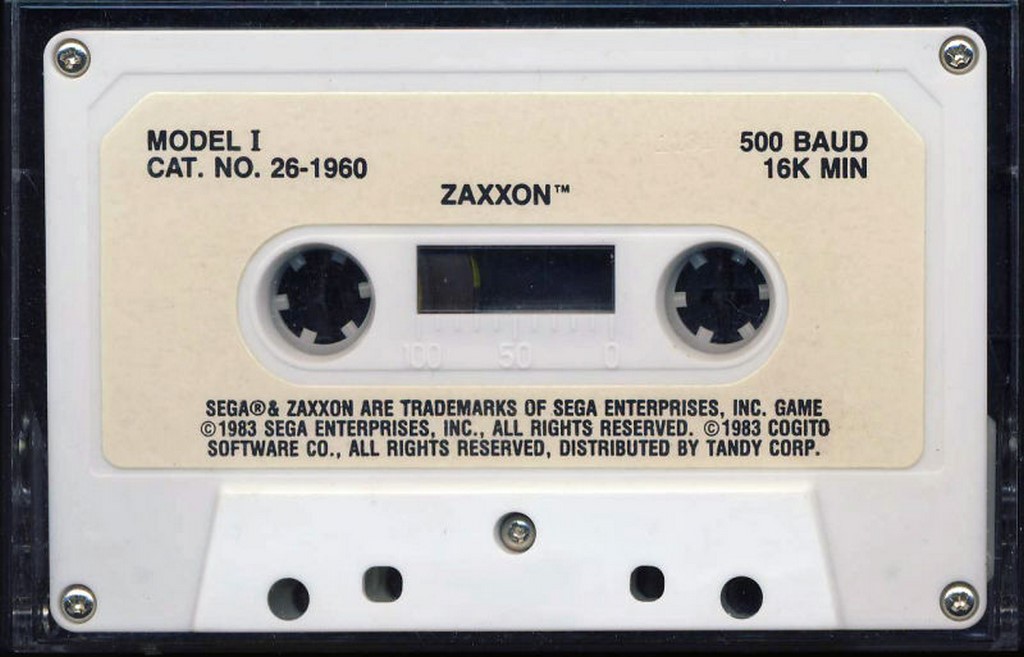 MODEL I
CAT. NO. 26-1960
500 BAUD
16K MIN
ZAXXON™
100 50 0
SEGA®& ZAXXON ARE TRADEMARKS OF SEGA ENTERPRISES, INC. GAME
©1983 SEGA ENTERPRISES, INC., ALL RIGHTS RESERVED. ©1983 COGITO
SOFTWARE CO., ALL RIGHTS RESERVED, DISTRIBUTED BY TANDY CORP.